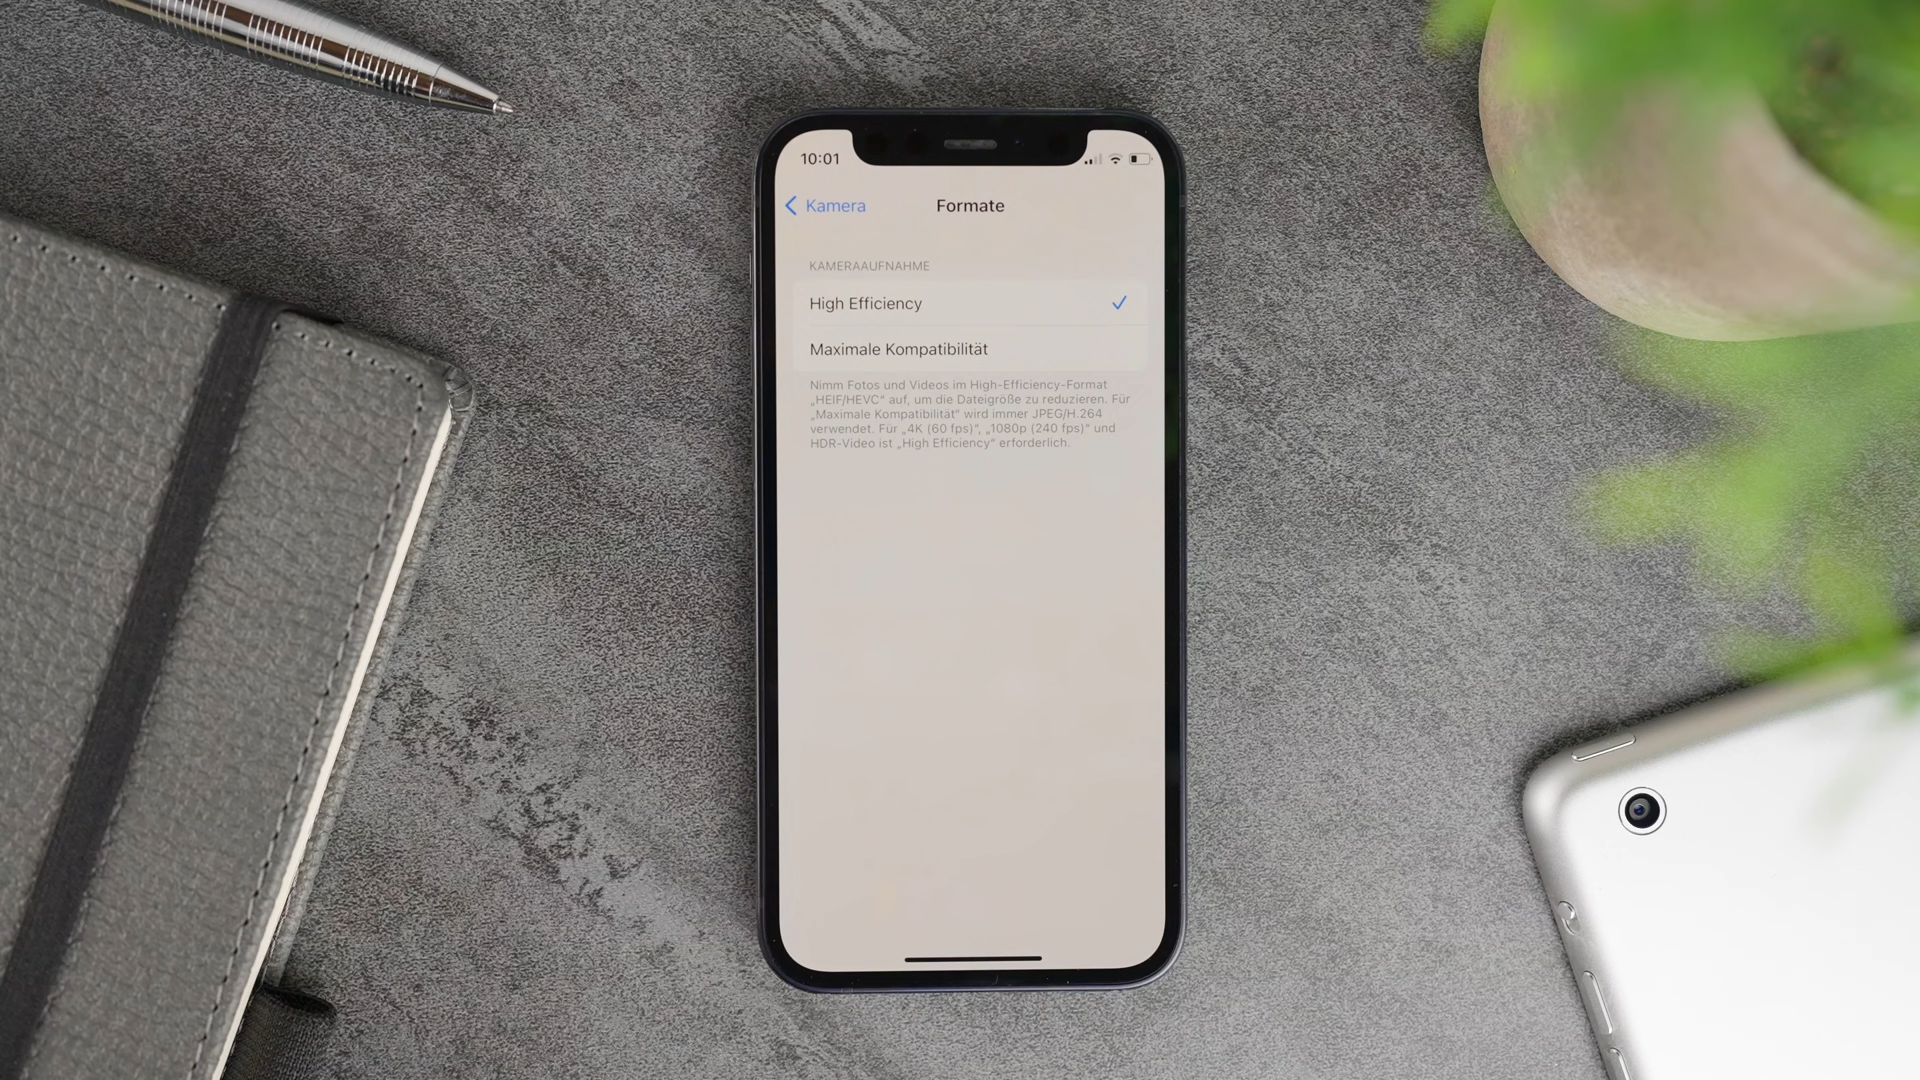 10:01
Kamera
Formate
KAMERAAUFNAHME
High Efficiency
Maximale Kompatibilität
Nimm Fotos und Videos im High-Efficiency-Format
„HEIF/HEVC“ auf, um die Dateigröße zu reduzieren. Für
„Maximale Kompatibilität“ wird immer JPEG/H.264
verwendet. Für „4K (60 fps)“, „1080p (240 fps)“ und
HDR-Video ist „High Efficiency“ erforderlich.